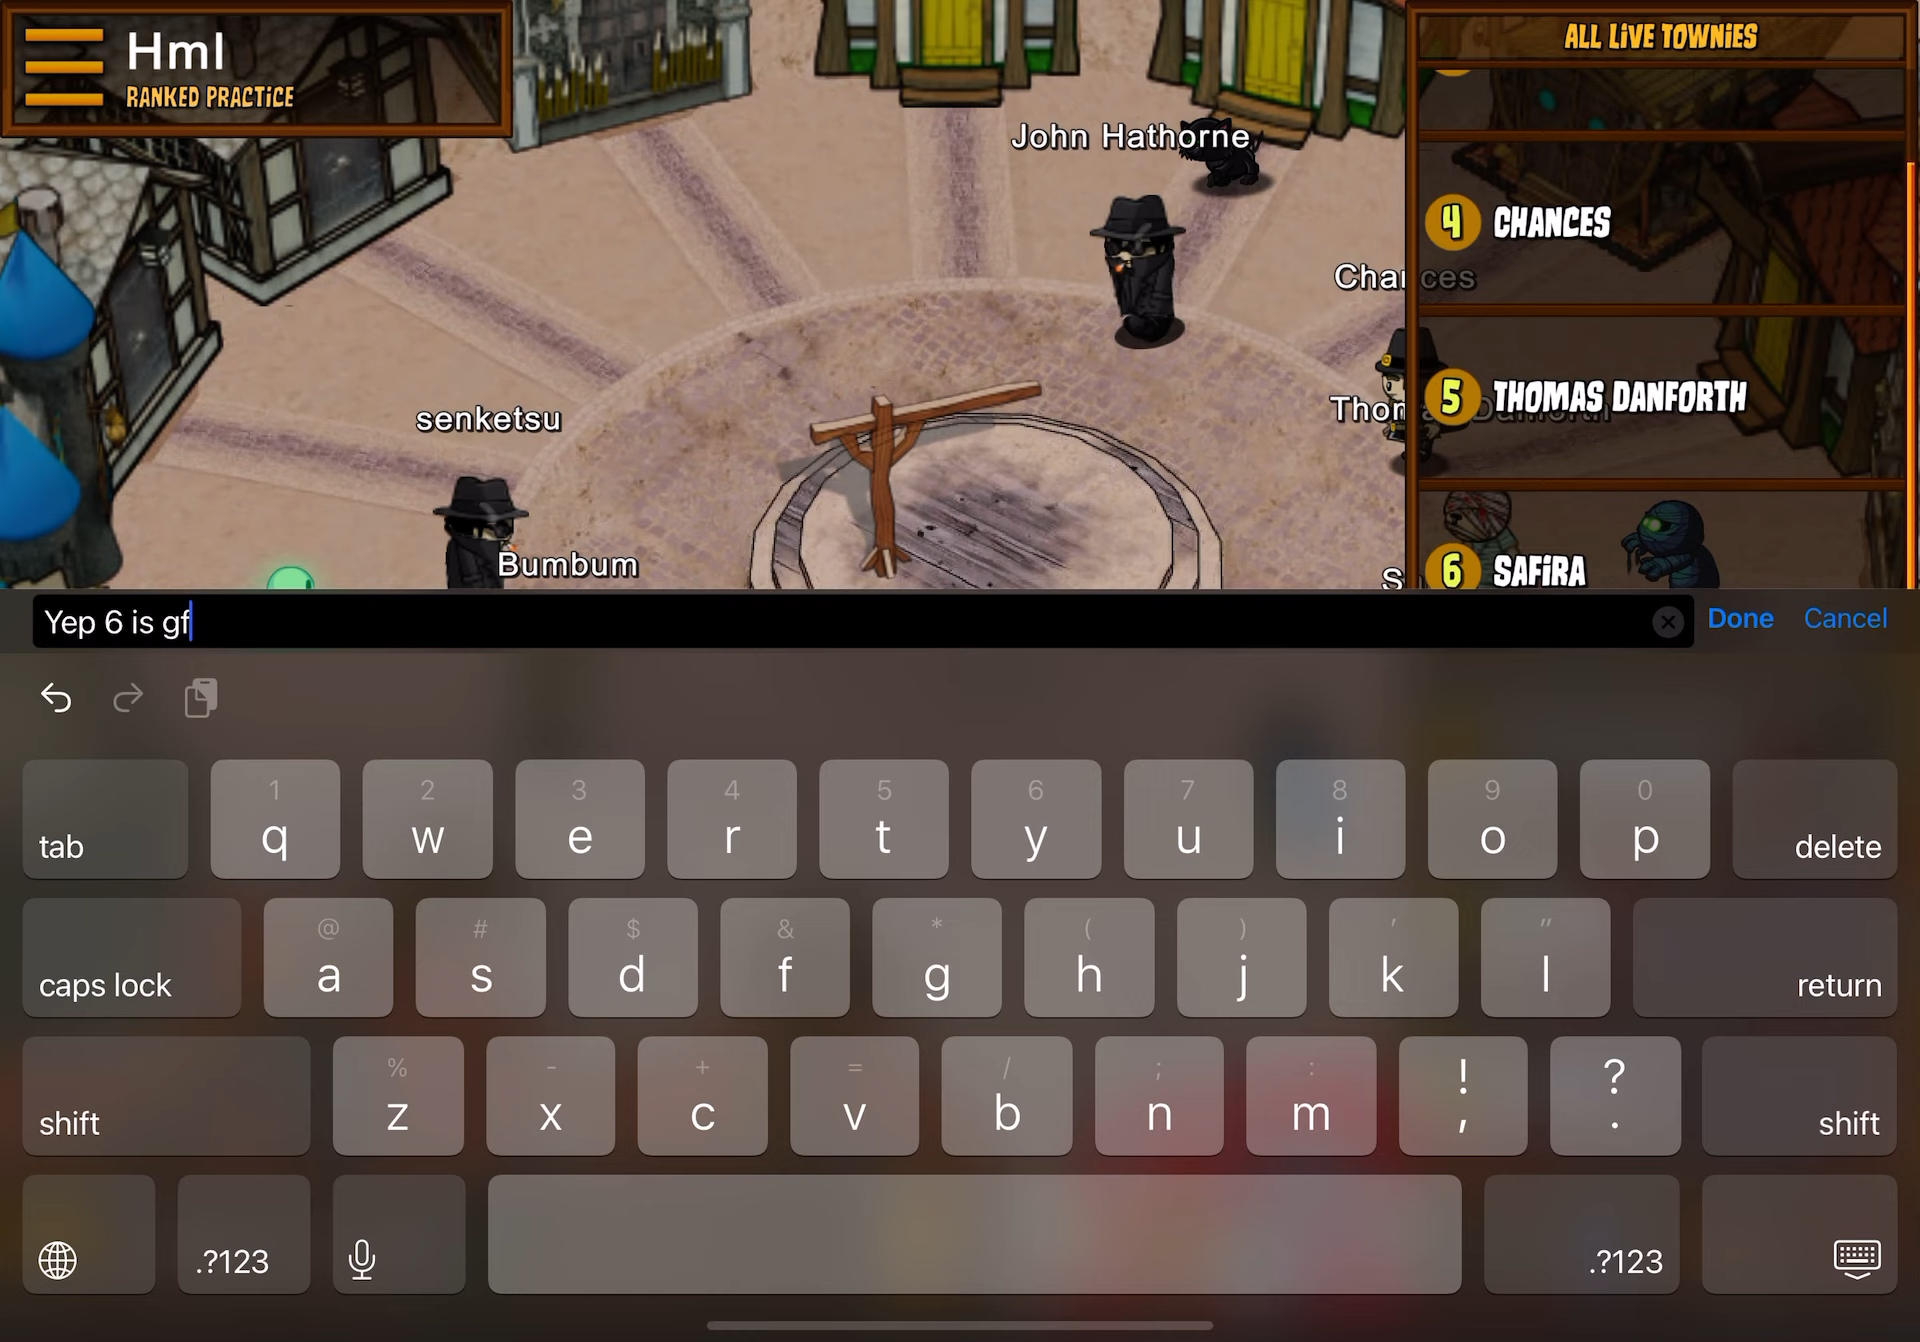 Hml
RANKED PRACTICE
ALL LIVE TOWNIES
John Hathorne
4 CHANCES
Chances
5 THOMAS DANFORTH
senketsu
Bumbum
6 SAFIRA
Yep 6 is gf
Done
Cancel
tab
1 2 3 4 5 6 7 8 9 0
q w e r t y u i o p
delete
@ # $ & * ( ) ' "
caps lock
a s d f g h j k l
return
% - + = / ; : ! ?
shift
z x c v b n m , .
shift
.?123
.?123